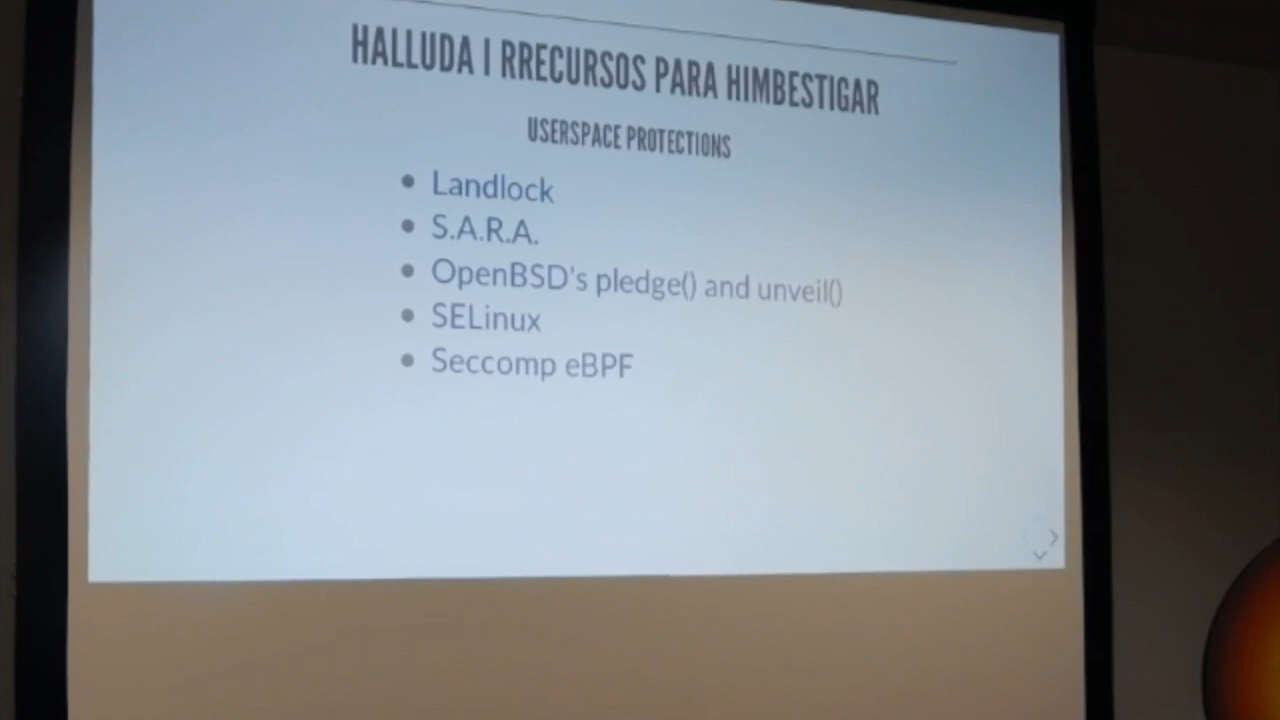 HALLUDA I RRECURSOS PARA HIMBESTIGAR
USERSPACE PROTECTIONS
Landlock
S.A.R.A.
OpenBSD's pledge() and unveil()
SELinux
Seccomp eBPF